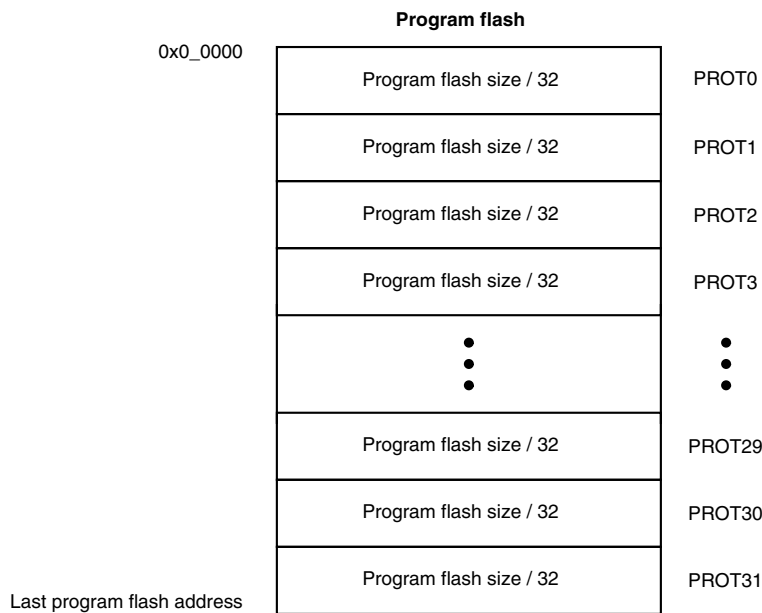 Program flash
0x0_0000
Program flash size / 32 PROT0
Program flash size / 32 PROT1
Program flash size / 32 PROT2
Program flash size / 32 PROT3
Program flash size / 32 PROT29
Program flash size / 32 PROT30
Program flash size / 32 PROT31
Last program flash address